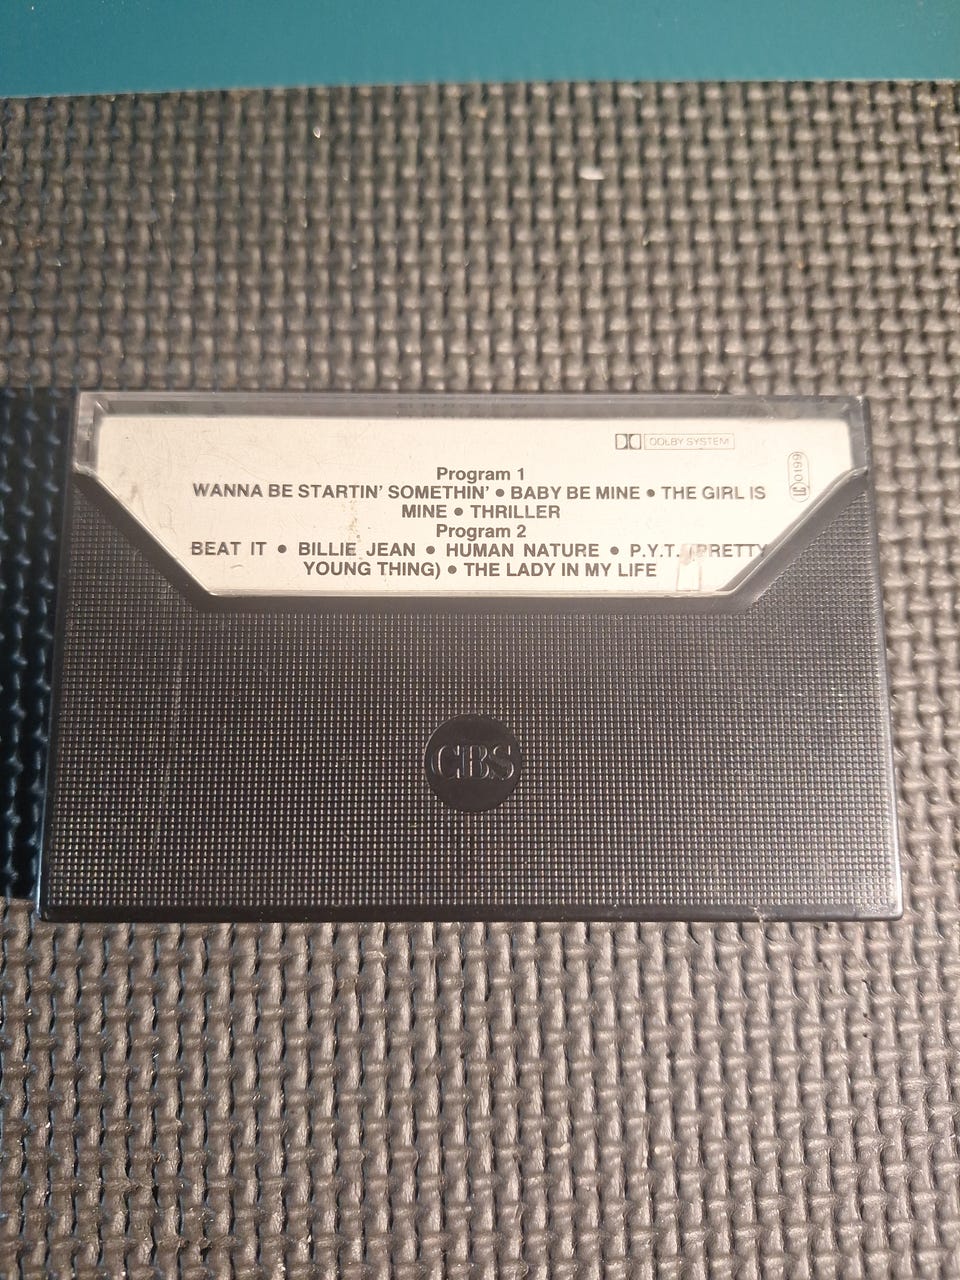 DOLBY SYSTEM
Program 1
WANNA BE STARTIN' SOMETHIN' • BABY BE MINE • THE GIRL IS
MINE • THRILLER
Program 2
BEAT IT • BILLIE JEAN • HUMAN NATURE • P.Y.T. (PRETTY
YOUNG THING) • THE LADY IN MY LIFE
0199
CBS